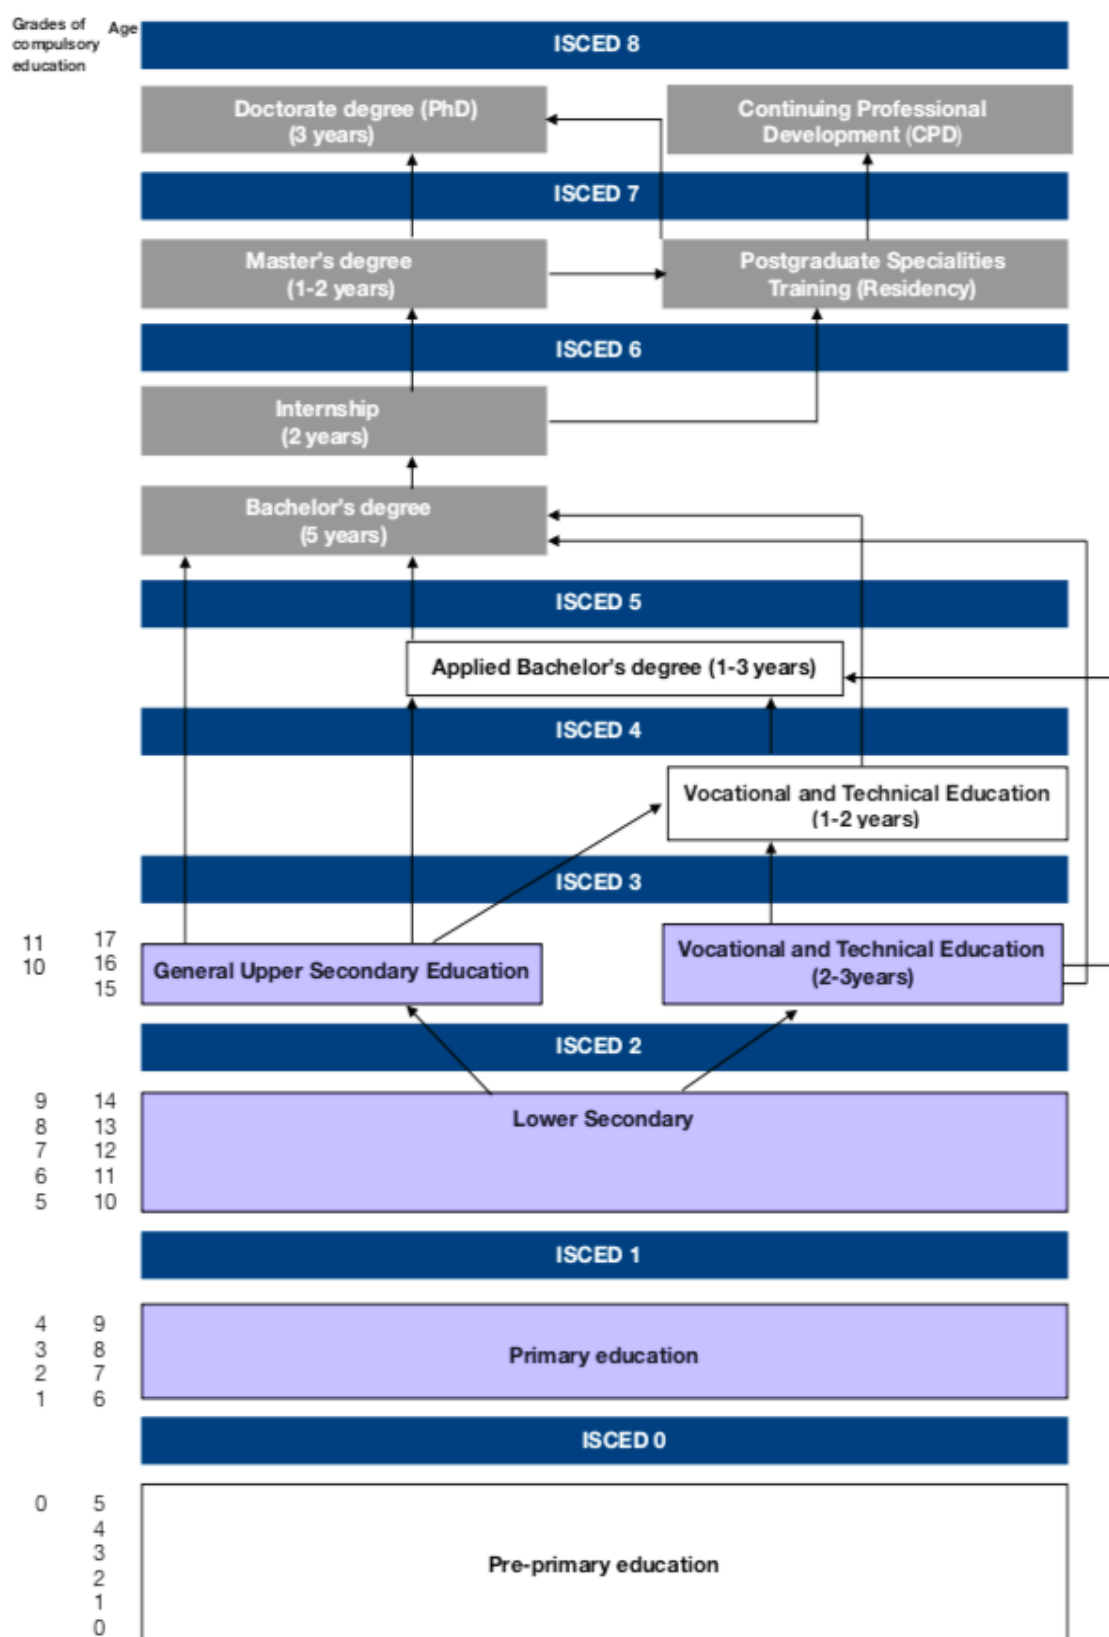 Grades of
compulsory
education
Age
ISCED 8
Doctorate degree (PhD)
(3 years)
Continuing Professional
Development (CPD)
ISCED 7
Master's degree
(1-2 years)
Postgraduate Specialities
Training (Residency)
ISCED 6
Internship
(2 years)
Bachelor's degree
(5 years)
ISCED 5
Applied Bachelor's degree (1-3 years)
ISCED 4
Vocational and Technical Education
(1-2 years)
ISCED 3
11 17
10 16
15
General Upper Secondary Education
Vocational and Technical Education
(2-3years)
ISCED 2
9 14
8 13
7 12
6 11
5 10
Lower Secondary
ISCED 1
4 9
3 8
2 7
1 6
Primary education
ISCED 0
0 5
4
3
2
1
0
Pre-primary education